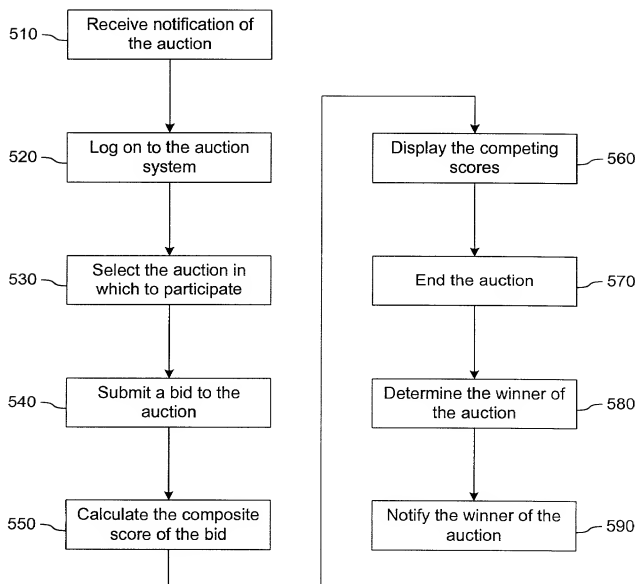 510
Receive notification of
the auction
520
Log on to the auction
system
530
Select the auction in
which to participate
540
Submit a bid to the
auction
550
Calculate the composite
score of the bid
Display the competing
scores
560
End the auction
570
Determine the winner of
the auction
580
Notify the winner of the
auction
590